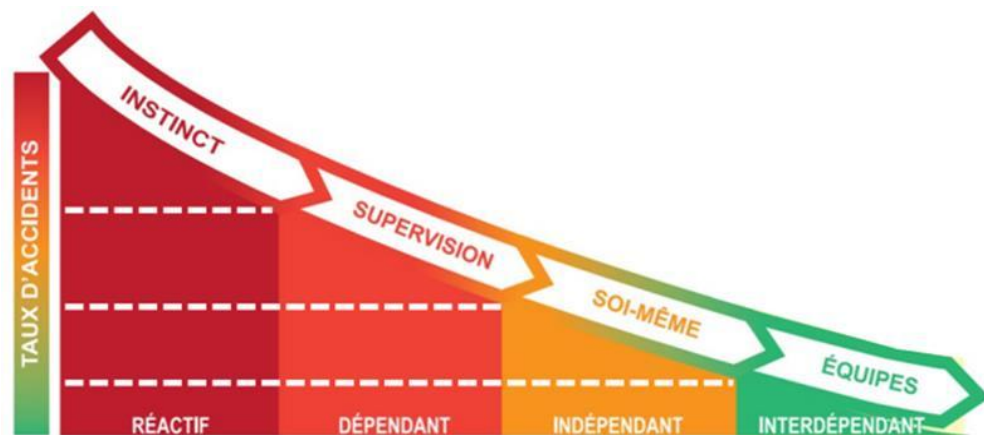 INSTINCT
SUPERVISION
SOI-MÊME
ÉQUIPES
TAUX D'ACCIDENTS
RÉACTIF
DÉPENDANT
INDÉPENDANT
INTERDÉPENDANT